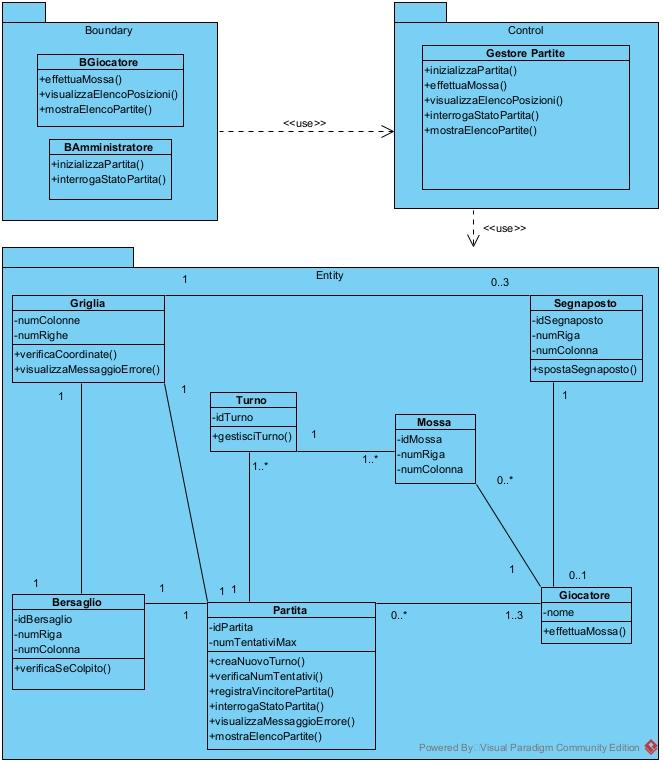 Boundary
BGiocatore
+effettuaMossa()
+visualizzaElencoPosizioni()
+mostraElencoPartite()
BAmministratore
+inizializzaPartita()
+interrogaStatoPartita()
<<use>>
Control
Gestore Partite
+inizializzaPartita()
+effettuaMossa()
+visualizzaElencoPosizioni()
+interrogaStatoPartita()
+mostraElencoPartite()
<<use>>
Entity
1
0..3
Griglia
-numColonne
-numRighe
+verificaCoordinate()
+visualizzaMessaggioErrore()
Segnaposto
-idSegnaposto
-numRiga
-numColonna
+spostaSegnaposto()
1
1
1
Turno
-idTurno
+gestisciTurno()
1
1..*
1..*
Mossa
-idMossa
-numRiga
-numColonna
0..*
1
0..1
1
1
1
1
1
Bersaglio
-idBersaglio
-numRiga
-numColonna
+verificaSeColpito()
Partita
-idPartita
-numTentativiMax
+creaNuovoTurno()
+verificaNumTentativi()
+registraVincitorePartita()
+interrogaStatoPartita()
+visualizzaMessaggioErrore()
+mostraElencoPartite()
0..*
1..3
Giocatore
-nome
+effettuaMossa()
Powered By: Visual Paradigm Community Edition